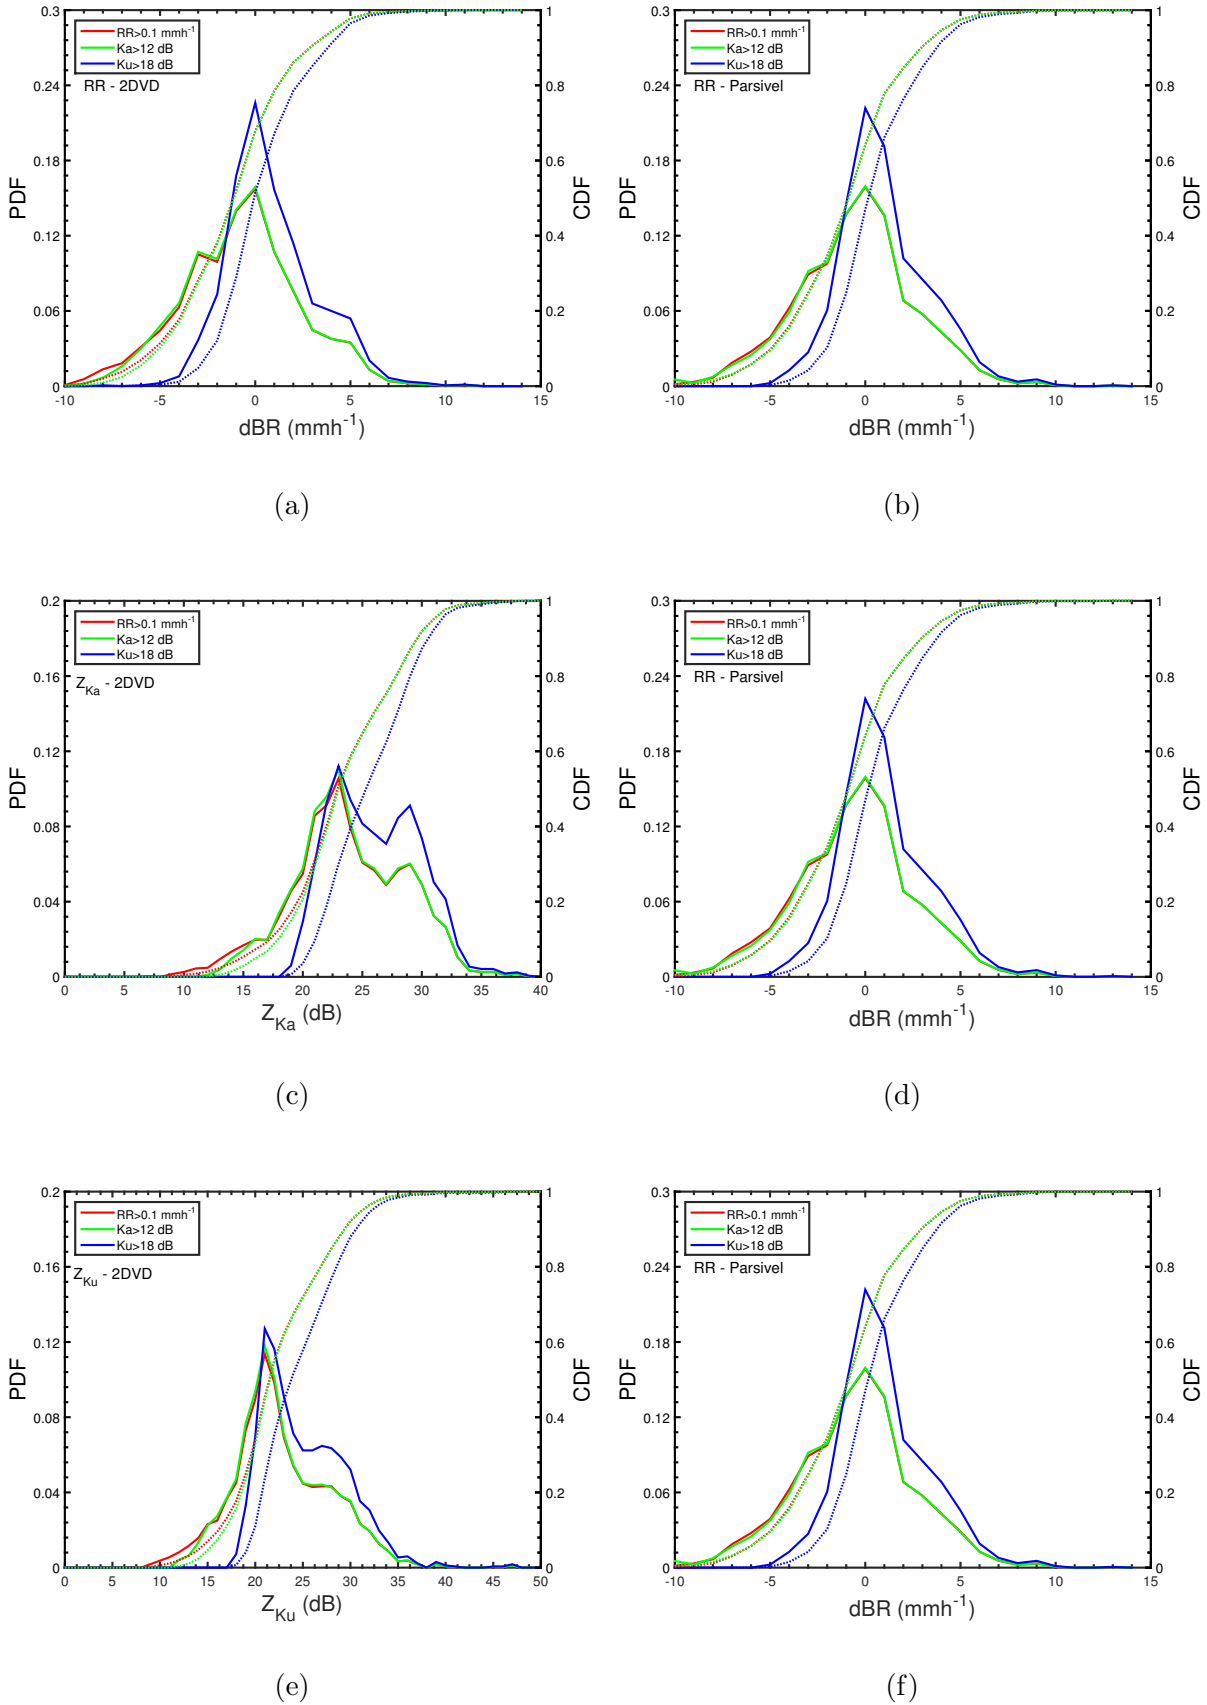 RR>0.1 mmh-1
Ka>12 dB
Ku>18 dB
RR - 2DVD
0.3
0.24
0.18
0.12
0.06
0
PDF
1
0.8
0.6
0.4
0.2
0
CDF
-10 -5 0 5 10 15
dBR (mmh-1)
(a)
RR>0.1 mmh-1
Ka>12 dB
Ku>18 dB
RR - Parsivel
0.3
0.24
0.18
0.12
0.06
0
PDF
1
0.8
0.6
0.4
0.2
0
CDF
-10 -5 0 5 10 15
dBR (mmh-1)
(b)
RR>0.1 mmh-1
Ka>12 dB
Ku>18 dB
ZKa - 2DVD
0.2
0.16
0.12
0.08
0.04
0
PDF
1
0.8
0.6
0.4
0.2
0
CDF
0 5 10 15 20 25 30 35 40
ZKa (dB)
(c)
RR>0.1 mmh-1
Ka>12 dB
Ku>18 dB
RR - Parsivel
0.3
0.24
0.18
0.12
0.06
0
PDF
1
0.8
0.6
0.4
0.2
0
CDF
-10 -5 0 5 10 15
dBR (mmh-1)
(d)
RR>0.1 mmh-1
Ka>12 dB
Ku>18 dB
ZKu - 2DVD
0.2
0.16
0.12
0.08
0.04
0
PDF
1
0.8
0.6
0.4
0.2
0
CDF
0 5 10 15 20 25 30 35 40 45 50
ZKu (dB)
(e)
RR>0.1 mmh-1
Ka>12 dB
Ku>18 dB
RR - Parsivel
0.3
0.24
0.18
0.12
0.06
0
PDF
1
0.8
0.6
0.4
0.2
0
CDF
-10 -5 0 5 10 15
dBR (mmh-1)
(f)